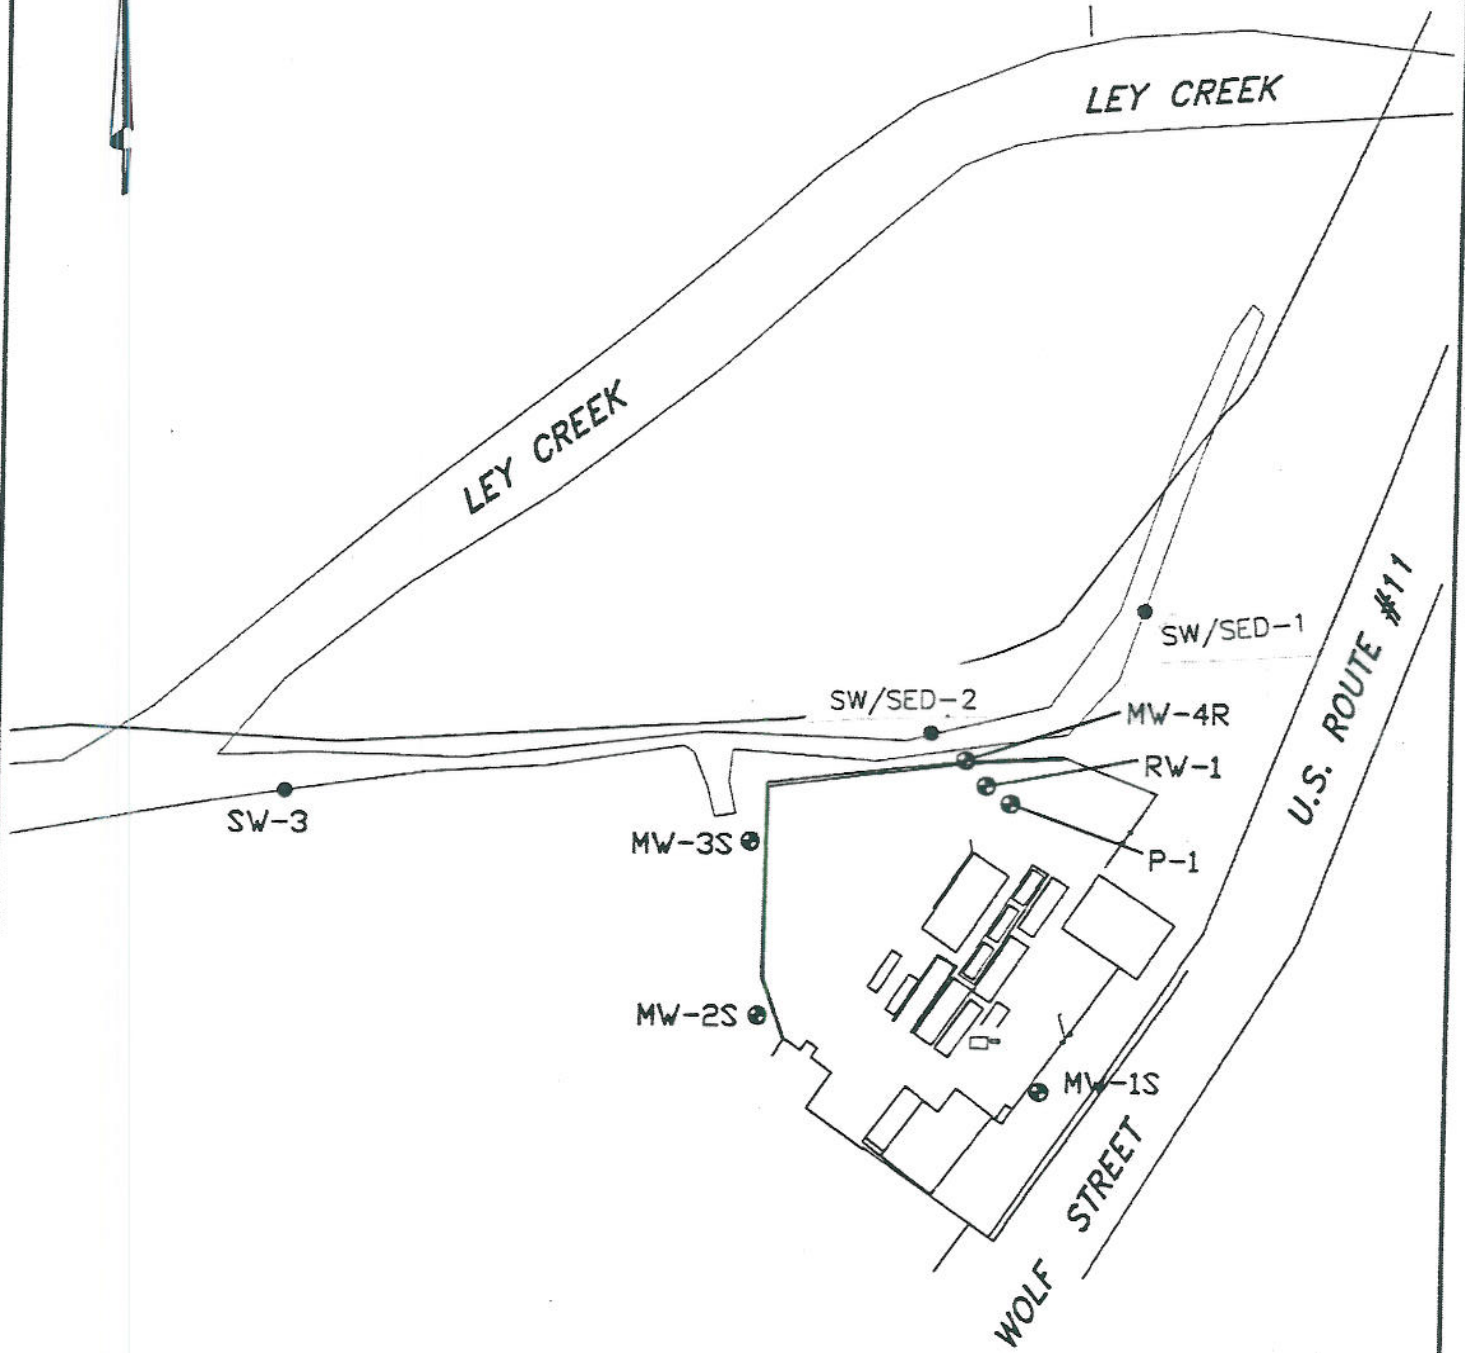 LEY CREEK
LEY CREEK
SW/SED-1
SW/SED-2
MW-4R
RW-1
U.S. ROUTE #11
SW-3
MW-3S
P-1
MW-2S
MW-1S
WOLF STREET